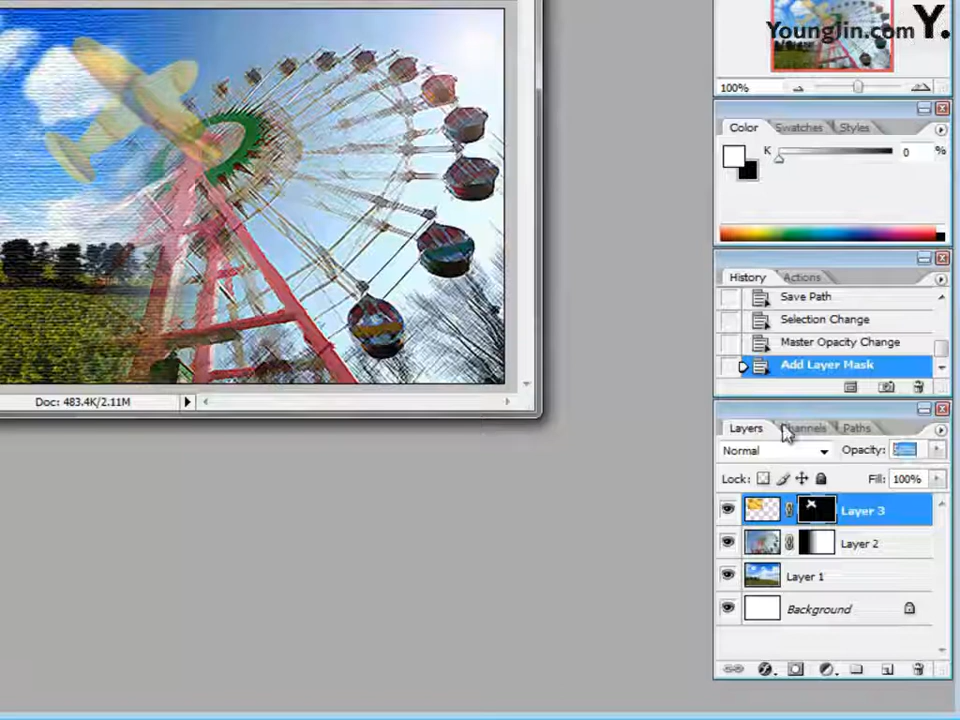 YoungJin.com Y.
100%
Color Swatches Styles
K 0 %
History Actions
Save Path
Selection Change
Master Opacity Change
Add Layer Mask
Doc: 483.4K/2.11M
Layers Channels Paths
Normal Opacity:
Lock: Fill: 100%
Layer 3
Layer 2
Layer 1
Background